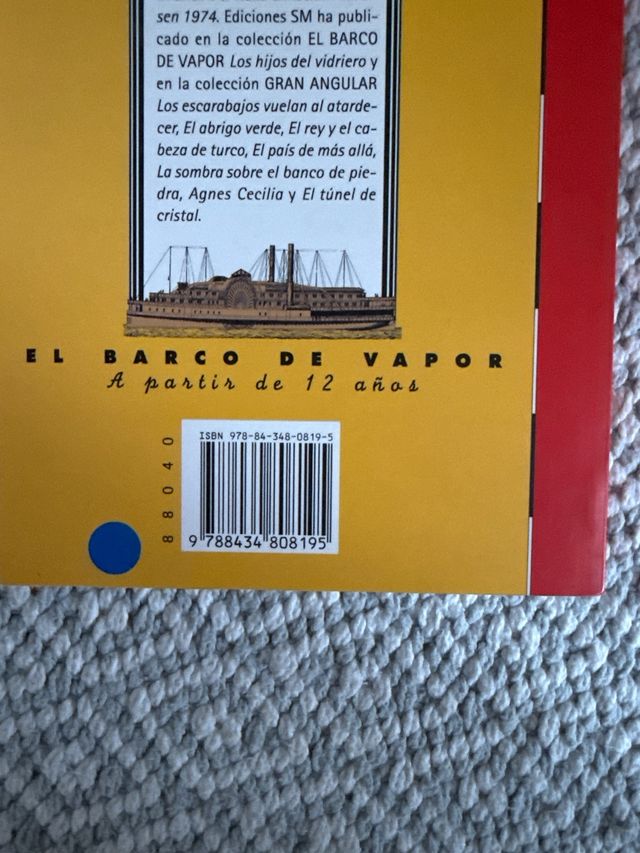 sen 1974. Ediciones SM ha publi-
cado en la colección EL BARCO
DE VAPOR Los hijos del vidriero y
en la colección GRAN ANGULAR
Los escarabajos vuelan al atarde-
cer, El abrigo verde, El rey y el ca-
beza de turco, El país de más allá,
La sombra sobre el banco de pie-
dra, Agnes Cecilia y El túnel de
cristal.
EL BARCO DE VAPOR
A partir de 12 años
88040
ISBN 978-84-348-0819-5
9 788434 808195